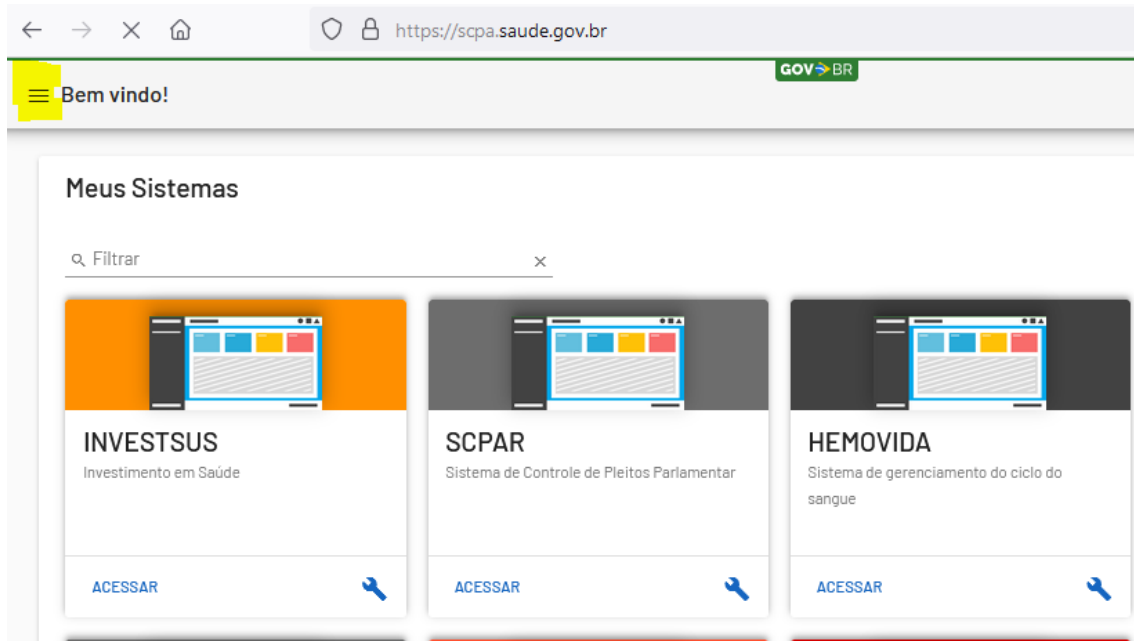 https://scpa.saude.gov.br
GOV BR
Bem vindo!
Meus Sistemas
Filtrar
INVESTSUS
Investimento em Saúde
ACESSAR
SCPAR
Sistema de Controle de Pleitos Parlamentar
ACESSAR
HEMOVIDA
Sistema de gerenciamento do ciclo do
sangue
ACESSAR